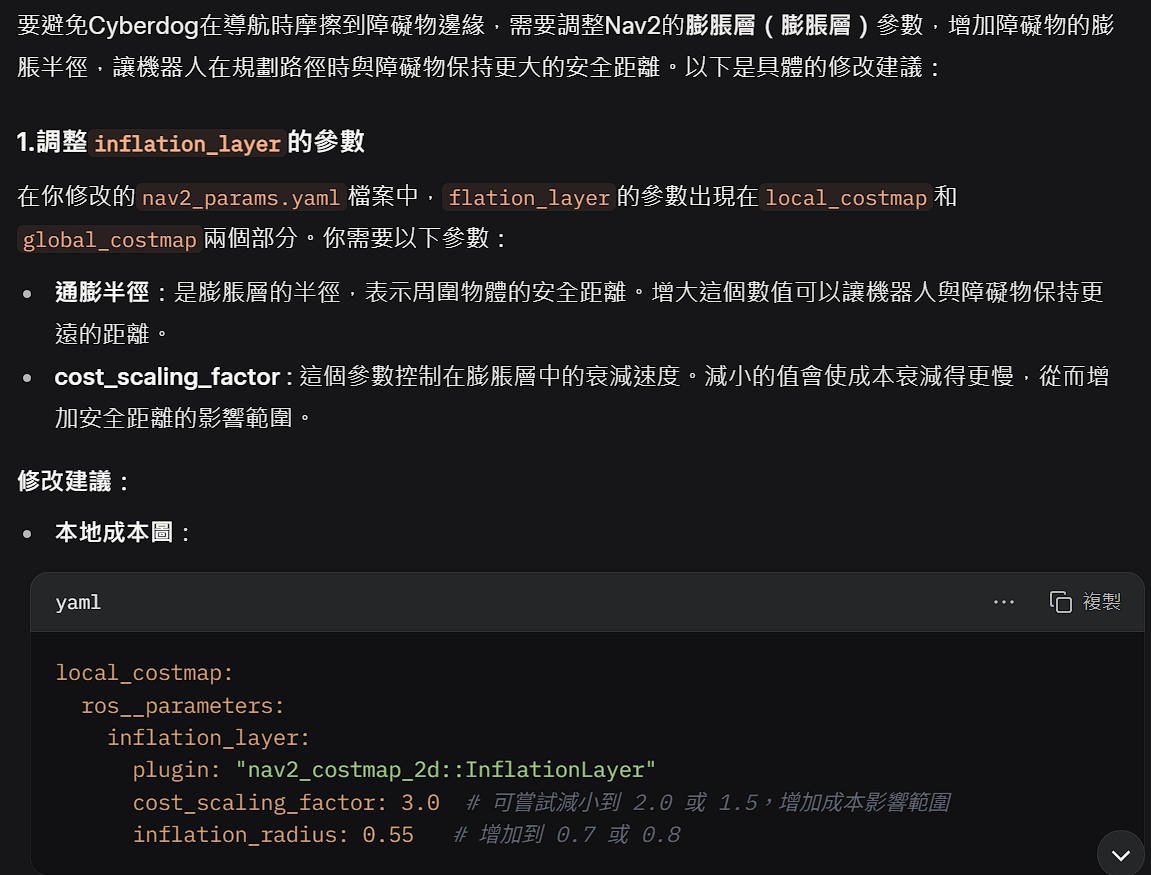 要避免Cyberdog在導航時摩擦到障礙物邊緣，需要調整Nav2的膨脹層（膨脹層）參數，增加障礙物的膨
脹半徑，讓機器人在規劃路徑時與障礙物保持更大的安全距離。以下是具體的修改建議：
1.調整inflation_layer的參數
在你修改的nav2_params.yaml檔案中，flation_layer的參數出現在local_costmap和
global_costmap兩個部分。你需要以下參數：
通膨半徑：是膨脹層的半徑，表示周圍物體的安全距離。增大這個數值可以讓機器人與障礙物保持更
遠的距離。
cost_scaling_factor : 這個參數控制在膨脹層中的衰減速度。減小的值會使成本衰減得更慢，從而增
加安全距離的影響範圍。
修改建議：
本地成本圖：
yaml
複製
local_costmap:
ros__parameters:
inflation_layer:
plugin: "nav2_costmap_2d::InflationLayer"
cost_scaling_factor: 3.0 # 可嘗試減小到 2.0 或 1.5，增加成本影響範圍
inflation_radius: 0.55 # 增加到 0.7 或 0.8